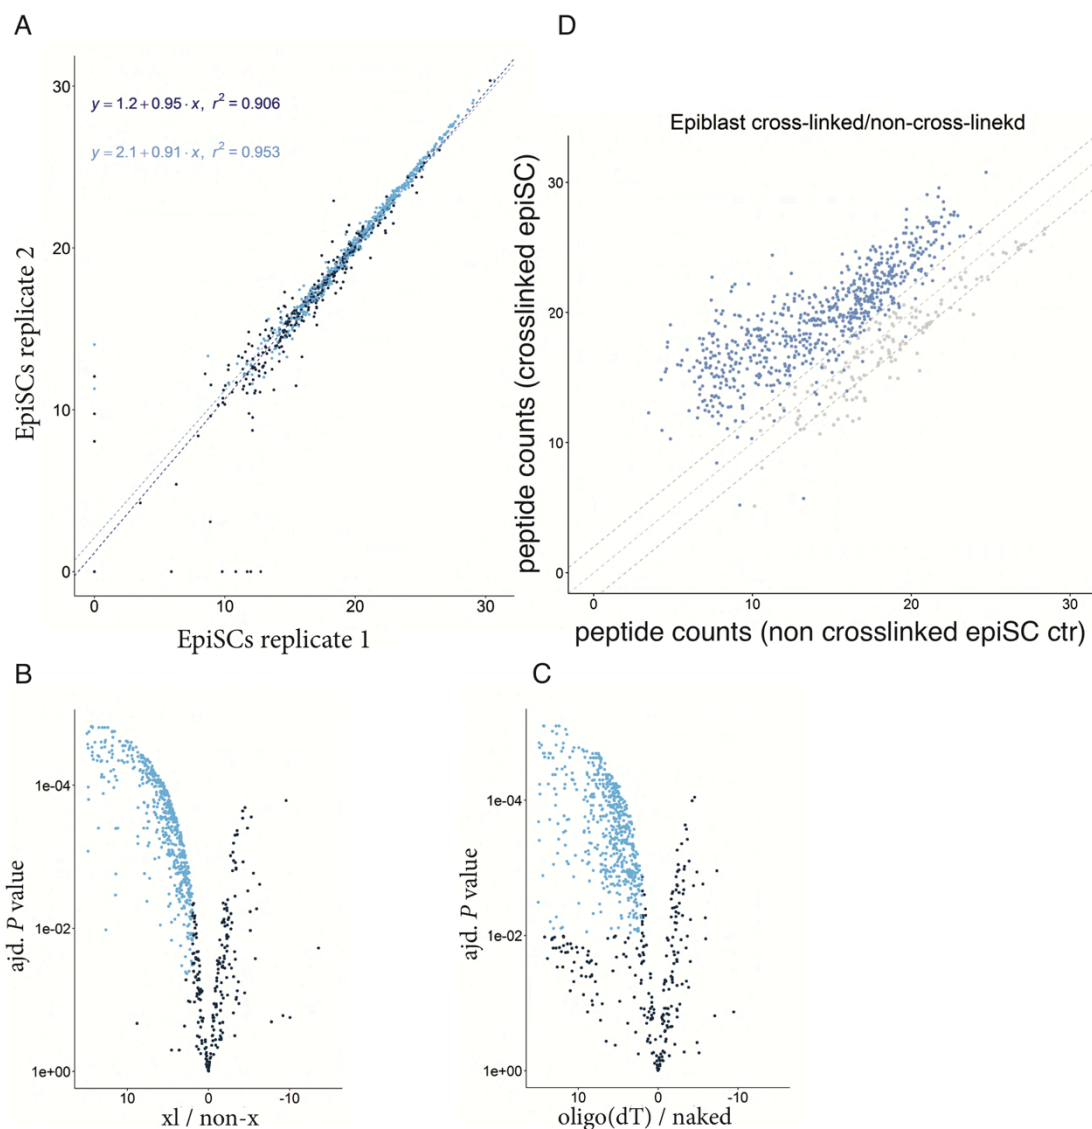 A
y = 1.2 + 0.95 · x, r² = 0.906
y = 2.1 + 0.91 · x, r² = 0.953
EpiSCs replicate 2
30
20
10
0
0 10 20 30
EpiSCs replicate 1
D
Epiblast cross-linked/non-cross-linekd
peptide counts (crosslinked epiSC)
30
20
10
0
0 10 20 30
peptide counts (non crosslinked epiSC ctr)
B
ajd. P value
1e-04
1e-02
1e+00
10 0 -10
xl / non-x
C
ajd. P value
1e-04
1e-02
1e+00
10 0 -10
oligo(dT) / naked